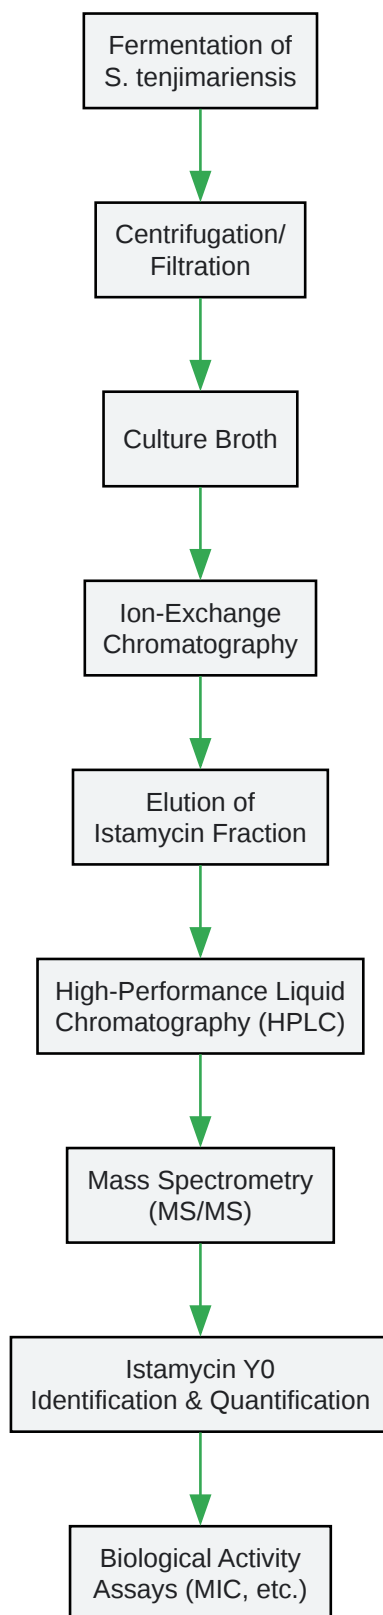 Fermentation of
S. tenjimariensis
Centrifugation/
Filtration
Culture Broth
Ion-Exchange
Chromatography
Elution of
Istamycin Fraction
High-Performance Liquid
Chromatography (HPLC)
Mass Spectrometry
(MS/MS)
Istamycin Y0
Identification & Quantification
Biological Activity
Assays (MIC, etc.)